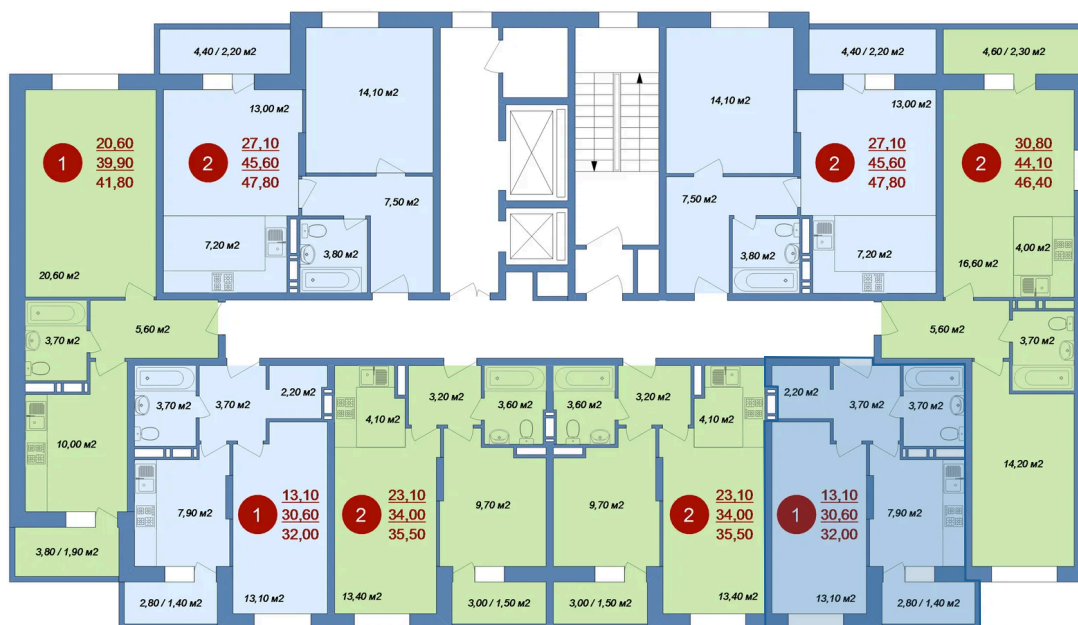 4,40 / 2,20 м2
14,10 м2
13,00 м2
1
20,60
39,90
41,80
2
27,10
45,60
47,80
7,50 м2
7,20 м2
3,80 м2
20,60 м2
4,40 / 2,20 м2
4,60 / 2,30 м2
14,10 м2
13,00 м2
2
27,10
45,60
47,80
2
30,80
44,10
46,40
7,50 м2
3,80 м2
7,20 м2
4,00 м2
16,60 м2
3,70 м2
5,60 м2
5,60 м2
3,70 м2
3,70 м2
3,70 м2
2,20 м2
4,10 м2
3,20 м2
3,60 м2
3,60 м2
3,20 м2
4,10 м2
2,20 м2
3,70 м2
3,70 м2
10,00 м2
7,90 м2
1
13,10
30,60
32,00
2
23,10
34,00
35,50
9,70 м2
9,70 м2
2
23,10
34,00
35,50
1
13,10
30,60
32,00
7,90 м2
14,20 м2
3,80 / 1,90 м2
2,80 / 1,40 м2
13,10 м2
13,40 м2
3,00 / 1,50 м2
3,00 / 1,50 м2
13,40 м2
13,10 м2
2,80 / 1,40 м2